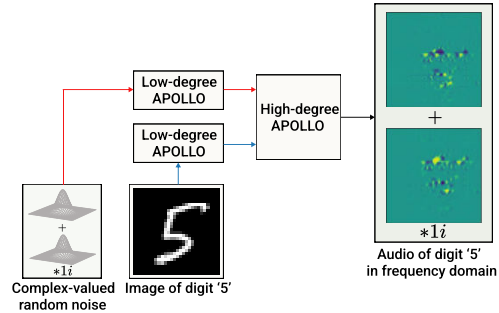 Low-degree
APOLLO
Low-degree
APOLLO
High-degree
APOLLO
+
*1i
+
*1i
5
Complex-valued
random noise
Image of digit ‘5’
Audio of digit ‘5’
in frequency domain